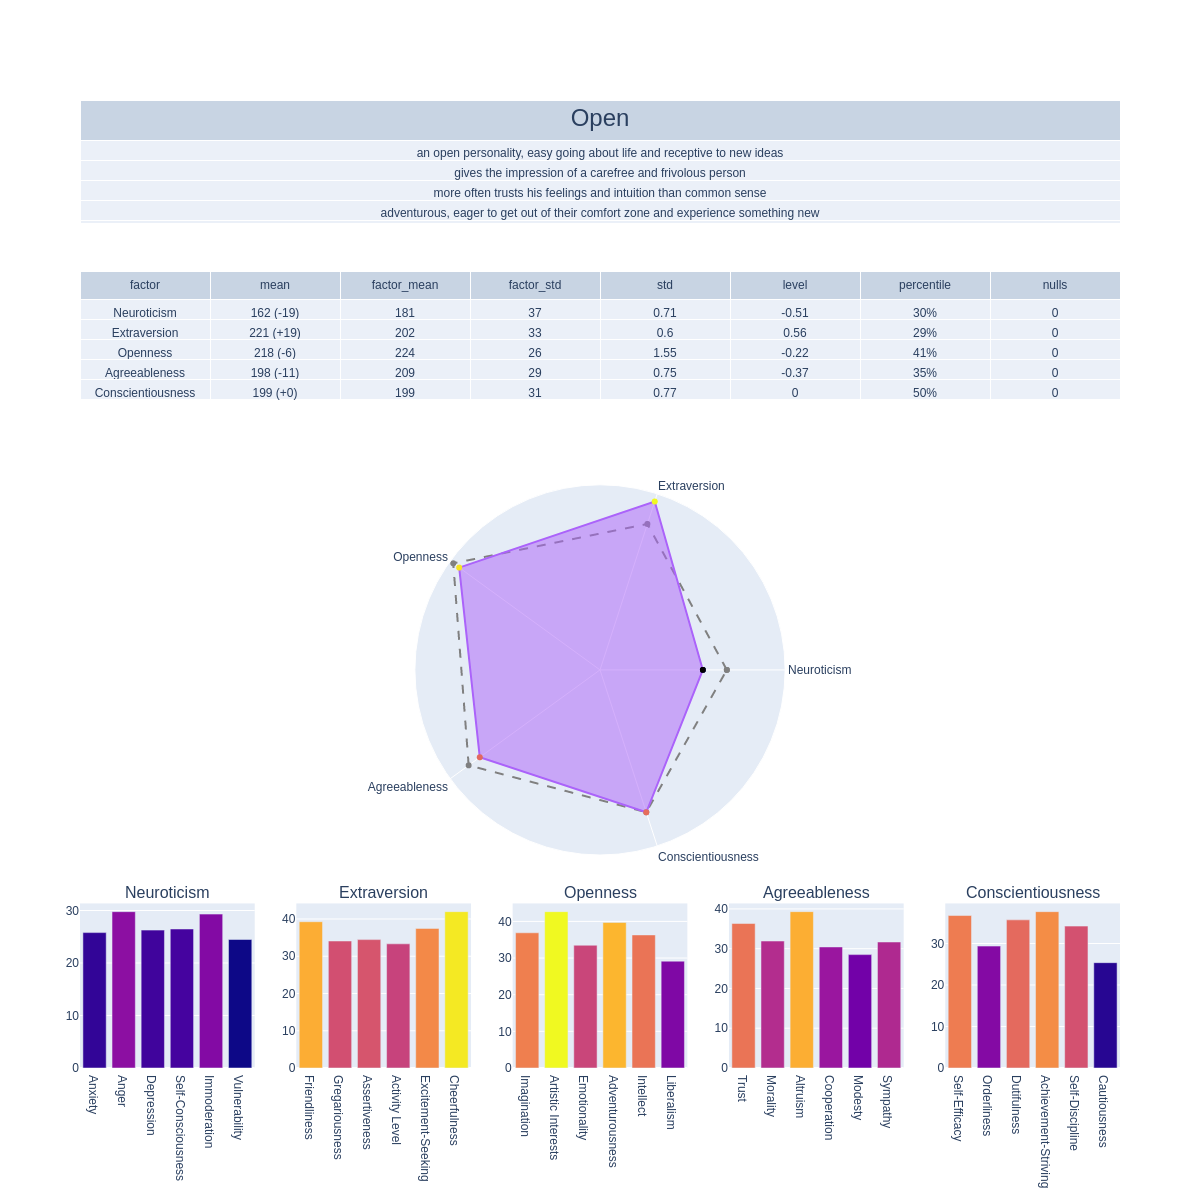 Open
an open personality, easy going about life and receptive to new ideas
gives the impression of a carefree and frivolous person
more often trusts his feelings and intuition than common sense
adventurous, eager to get out of their comfort zone and experience something new
factor mean factor_mean factor_std std level percentile nulls
Neuroticism 162 (-19) 181 37 0.71 -0.51 30% 0
Extraversion 221 (+19) 202 33 0.6 0.56 29% 0
Openness 218 (-6) 224 26 1.55 -0.22 41% 0
Agreeableness 198 (-11) 209 29 0.75 -0.37 35% 0
Conscientiousness 199 (+0) 199 31 0.77 0 50% 0
Extraversion
Openness
Neuroticism
Agreeableness
Conscientiousness
Neuroticism
30
20
10
0
Anxiety
Anger
Depression
Self-Consciousness
Immoderation
Vulnerability
Extraversion
40
30
20
10
0
Friendliness
Gregariousness
Assertiveness
Activity Level
Excitement-Seeking
Cheerfulness
Openness
40
30
20
10
0
Imagination
Artistic Interests
Emotionality
Adventurousness
Intellect
Liberalism
Agreeableness
40
30
20
10
0
Trust
Morality
Altruism
Cooperation
Modesty
Sympathy
Conscientiousness
30
20
10
0
Self-Efficacy
Orderliness
Dutifulness
Achievement-Striving
Self-Discipline
Cautiousness